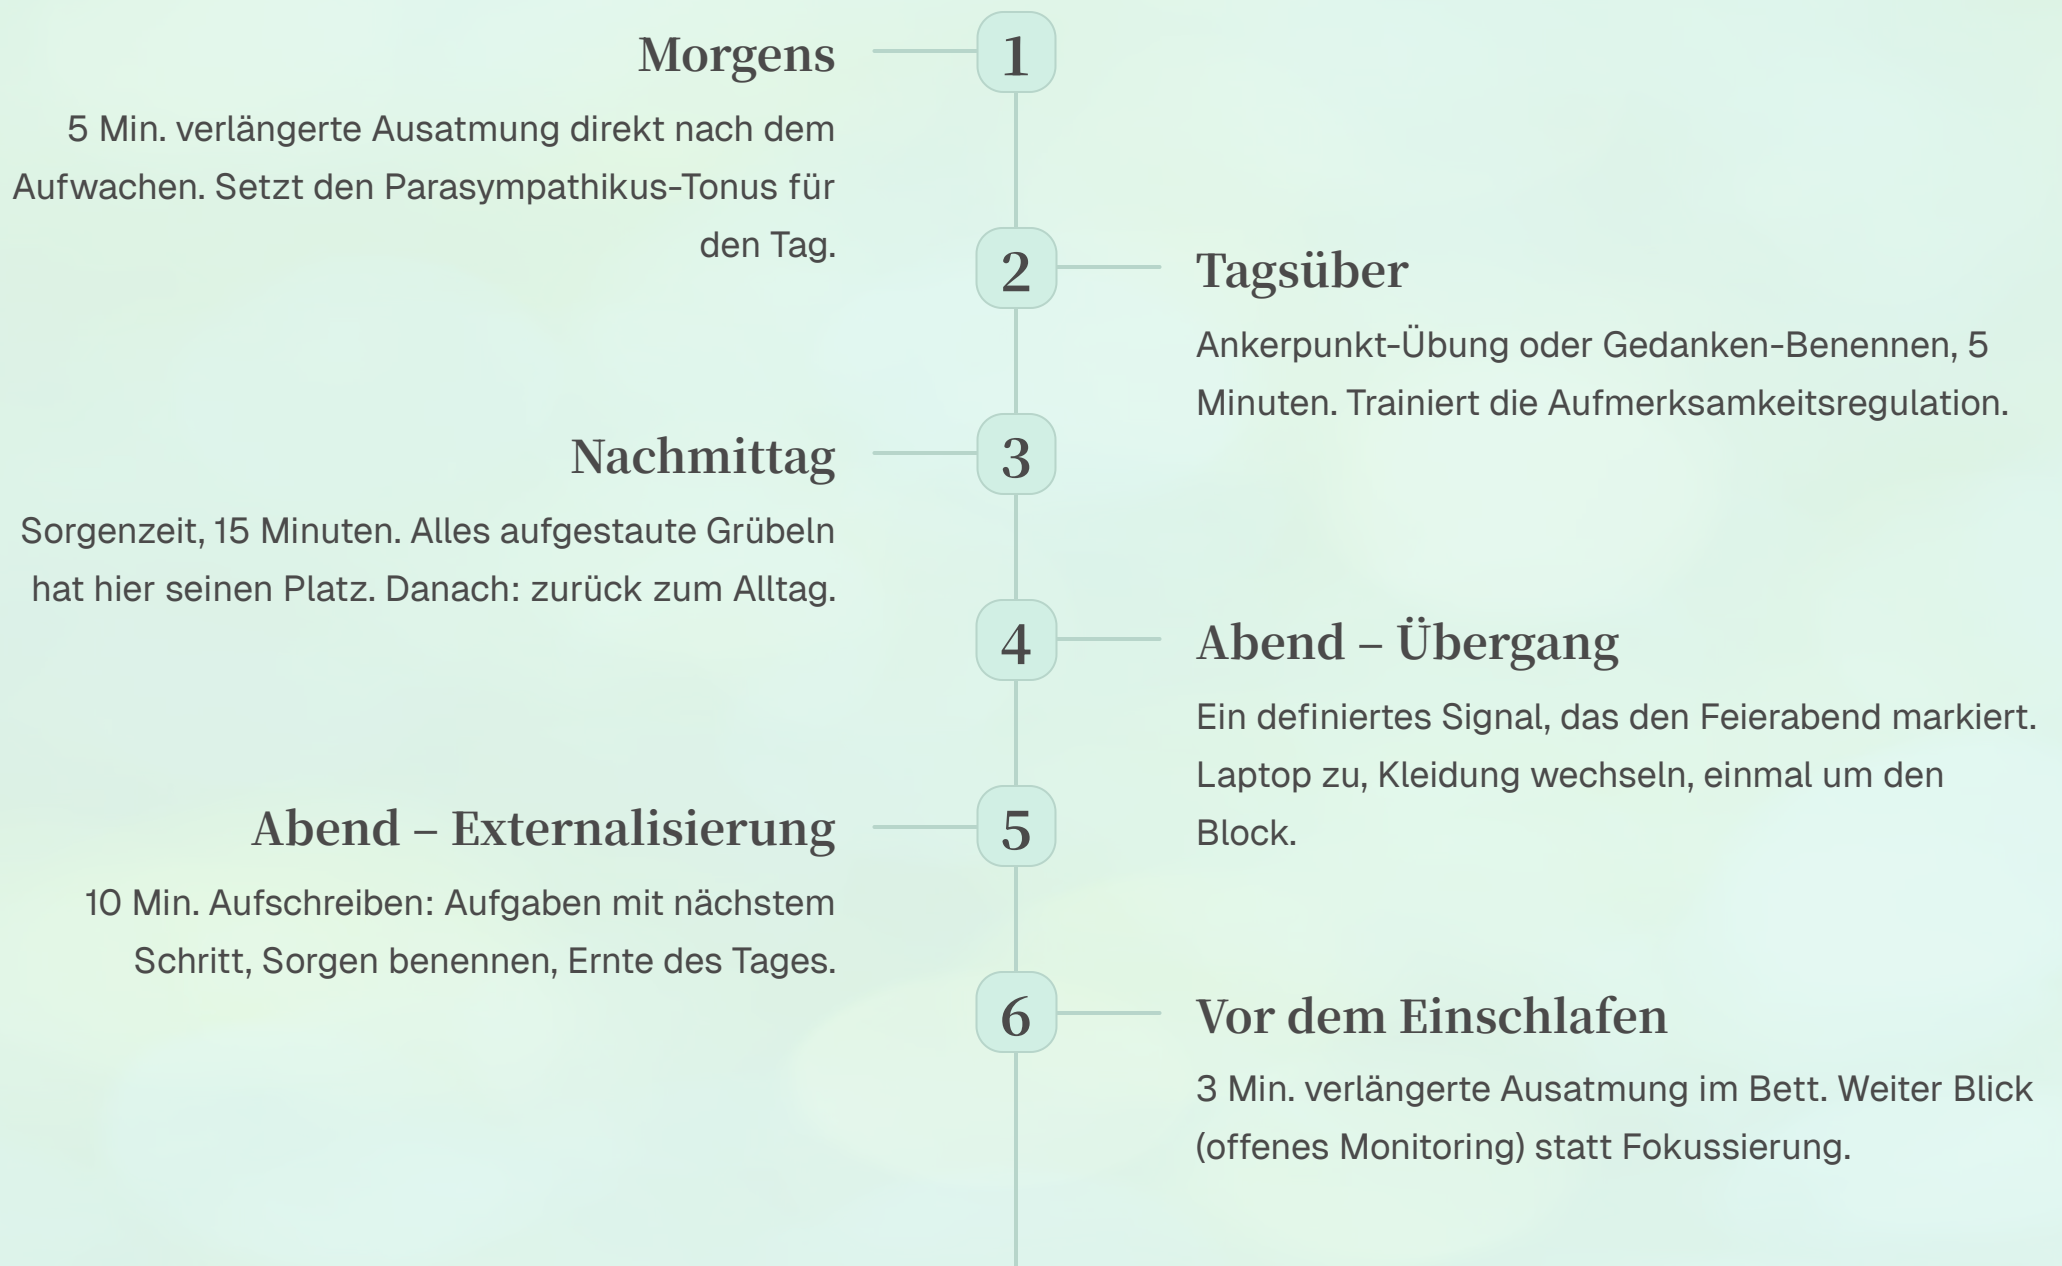 1
Morgens
5 Min. verlängerte Ausatmung direkt nach dem
Aufwachen. Setzt den Parasympathikus-Tonus für
den Tag.
2
Tagsüber
Ankerpunkt-Übung oder Gedanken-Benennen, 5
Minuten. Trainiert die Aufmerksamkeitsregulation.
3
Nachmittag
Sorgenzeit, 15 Minuten. Alles aufgestaute Grübeln
hat hier seinen Platz. Danach: zurück zum Alltag.
4
Abend – Übergang
Ein definiertes Signal, das den Feierabend markiert.
Laptop zu, Kleidung wechseln, einmal um den
Block.
5
Abend – Externalisierung
10 Min. Aufschreiben: Aufgaben mit nächstem
Schritt, Sorgen benennen, Ernte des Tages.
6
Vor dem Einschlafen
3 Min. verlängerte Ausatmung im Bett. Weiter Blick
(offenes Monitoring) statt Fokussierung.